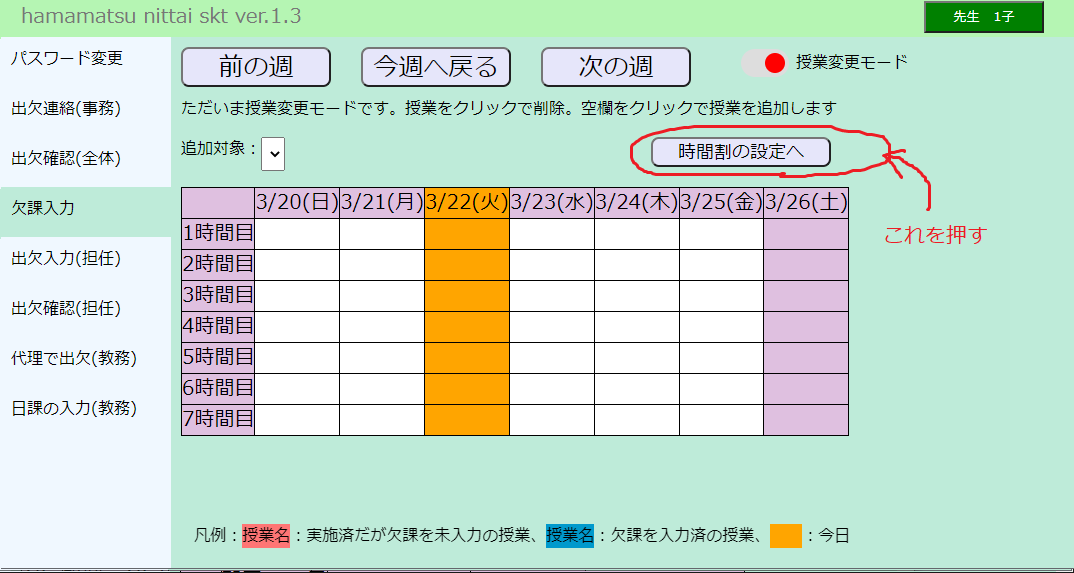 hamamatsu nittai skt ver.1.3
先生　1子
パスワード変更
出欠連絡(事務)
出欠確認(全体)
欠課入力
出欠入力(担任)
出欠確認(担任)
代理で出欠(教務)
日課の入力(教務)
前の週 今週へ戻る 次の週 授業変更モード
ただいま授業変更モードです。授業をクリックで削除。空欄をクリックで授業を追加します
追加対象： 時間割の設定へ
これを押す
3/20(日) 3/21(月) 3/22(火) 3/23(水) 3/24(木) 3/25(金) 3/26(土)
1時間目
2時間目
3時間目
4時間目
5時間目
6時間目
7時間目
凡例：授業名：実施済だが欠課を未入力の授業、授業名：欠課を入力済の授業、　：今日